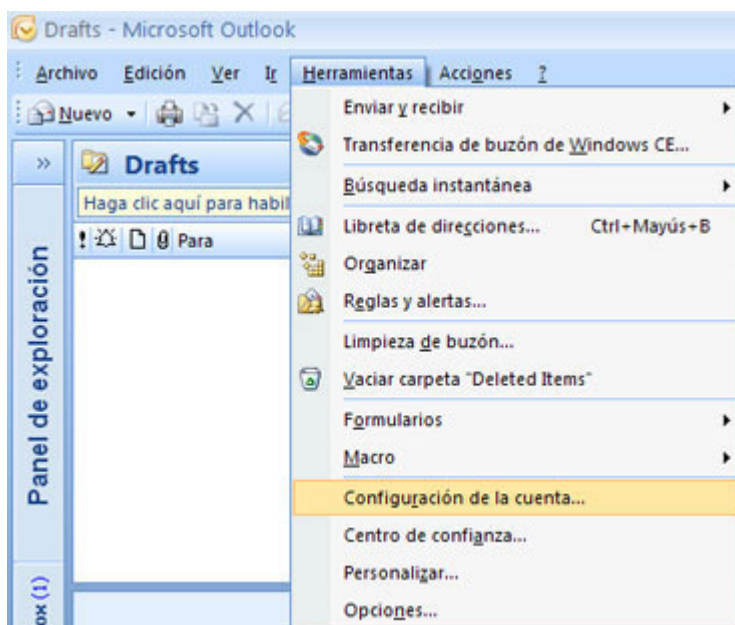 Drafts - Microsoft Outlook
Archivo Edición Ver Ir Herramientas Acciones ?
Nuevo
Enviar y recibir
Transferencia de buzón de Windows CE...
Búsqueda instantánea
Libreta de direcciones... Ctrl+Mayús+B
Organizar
Reglas y alertas...
Limpieza de buzón...
Vaciar carpeta "Deleted Items"
Formularios
Macro
Configuración de la cuenta...
Centro de confianza...
Personalizar...
Opciones...
» Drafts
Haga clic aquí para habil
! Para
Panel de exploración
ox (1)